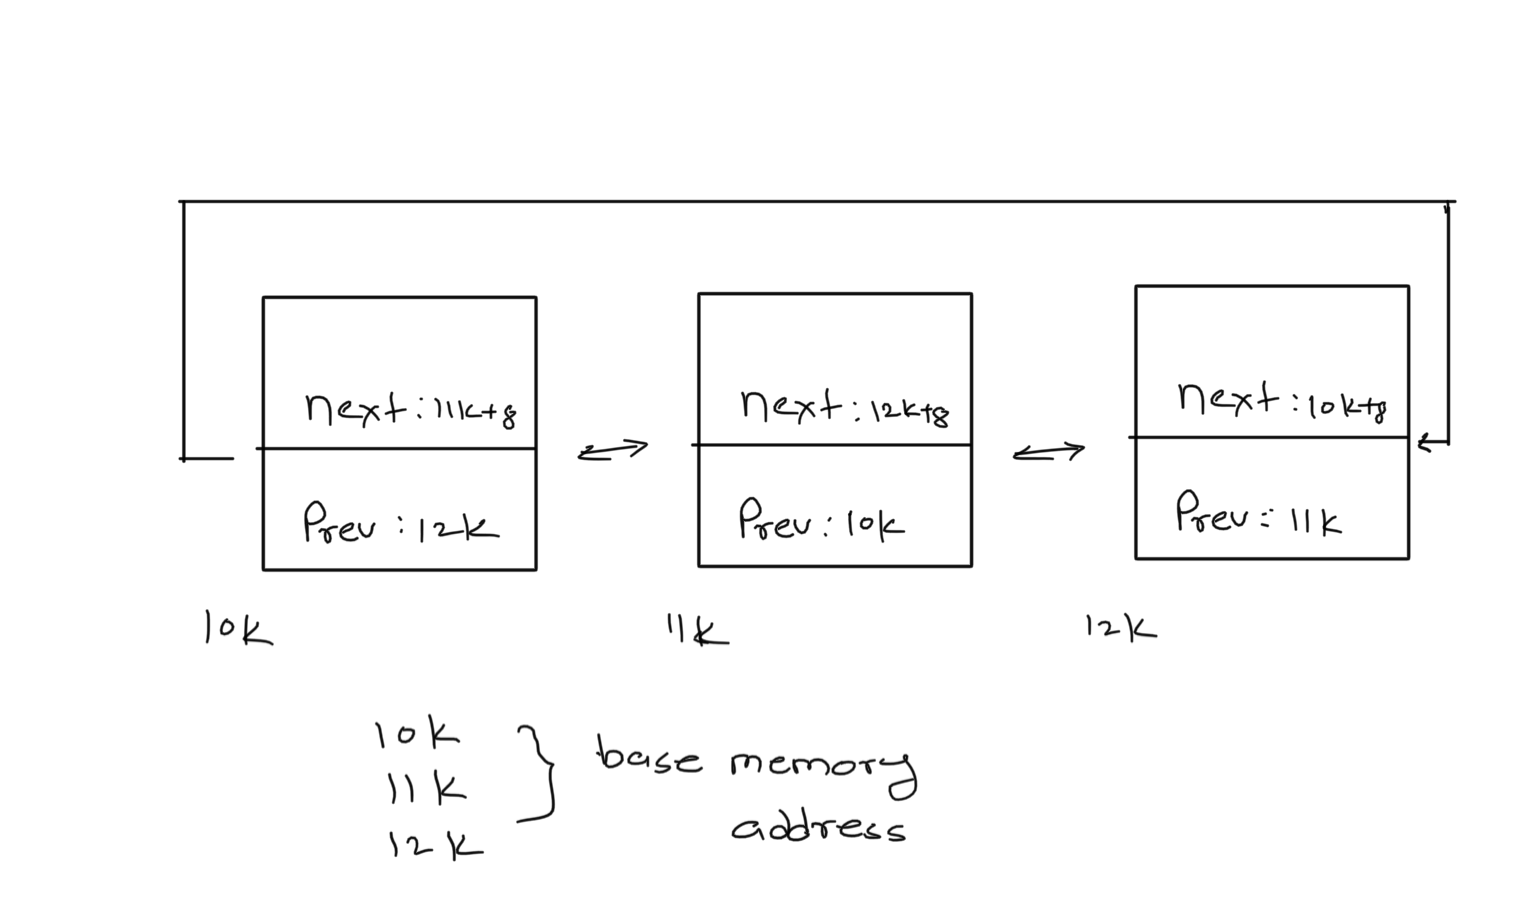 next : 11k+8
next : 12k+8
next : 10k+8
Prev : 12k
Prev : 10k
Prev : 11k
10k
11k
12k
10k
11k
12k
base memory
address